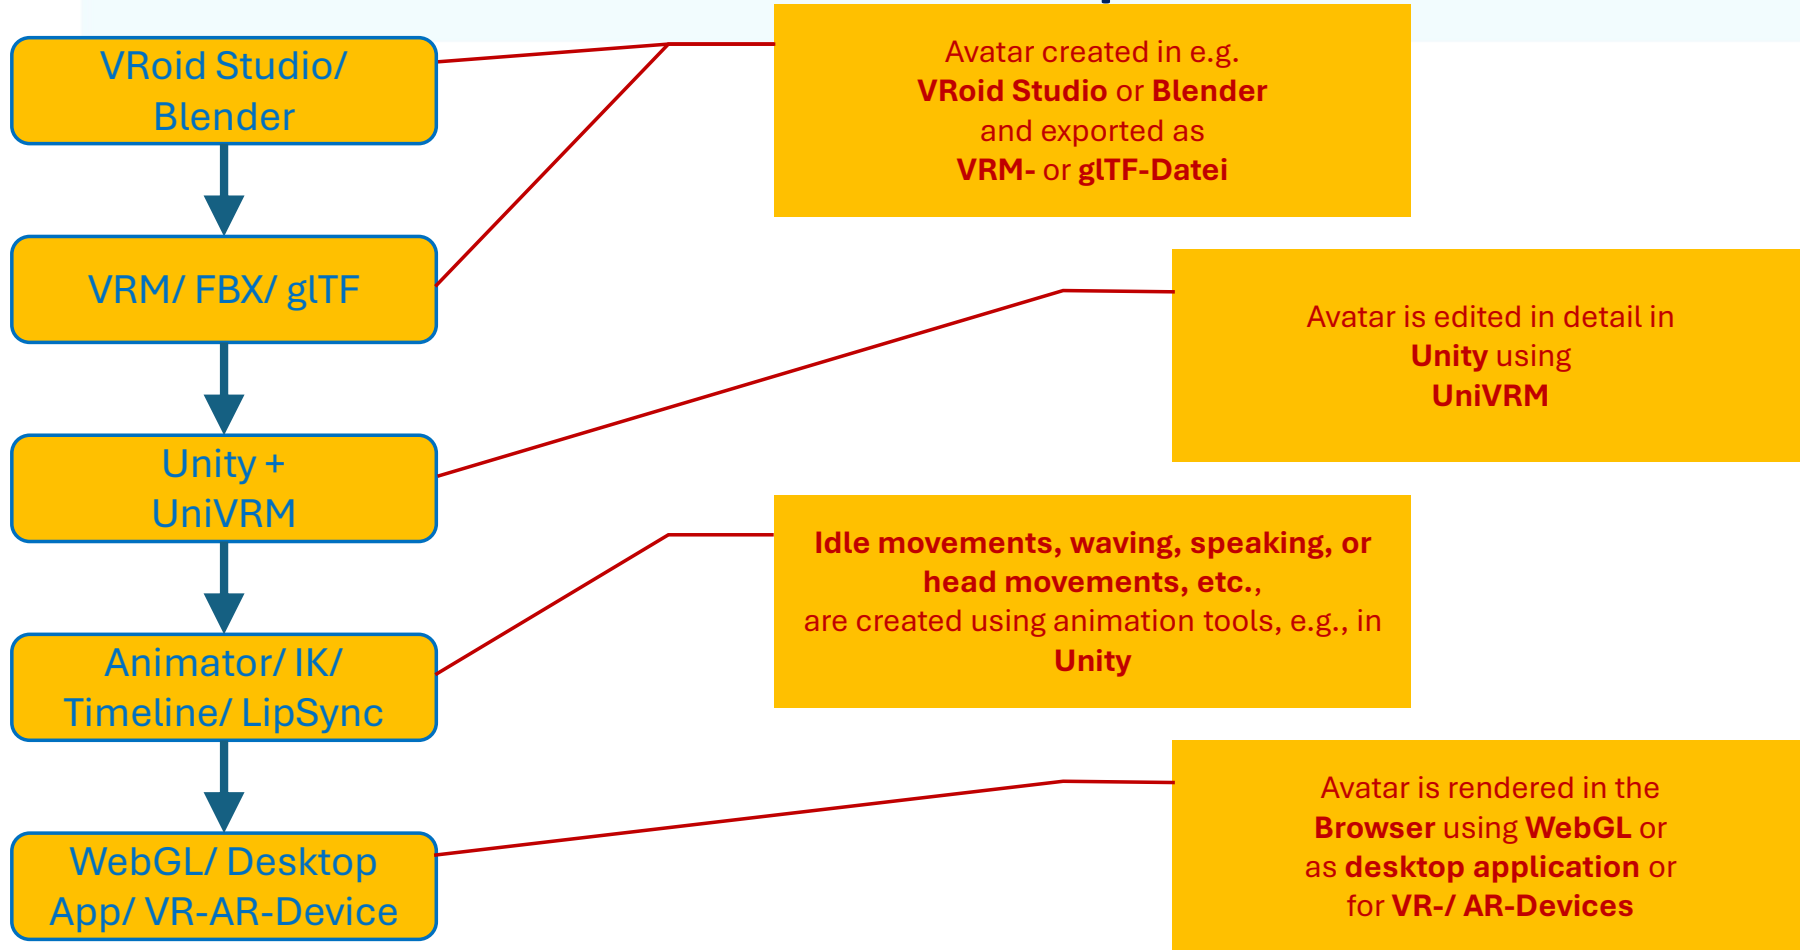 VRoid Studio/
Blender
VRM/ FBX/ glTF
Unity +
UniVRM
Animator/ IK/
Timeline/ LipSync
WebGL/ Desktop
App/ VR-AR-Device
Avatar created in e.g.
VRoid Studio or Blender
and exported as
VRM- or glTF-Datei
Avatar is edited in detail in
Unity using
UniVRM
Idle movements, waving, speaking, or
head movements, etc.,
are created using animation tools, e.g., in
Unity
Avatar is rendered in the
Browser using WebGL or
as desktop application or
for VR-/ AR-Devices